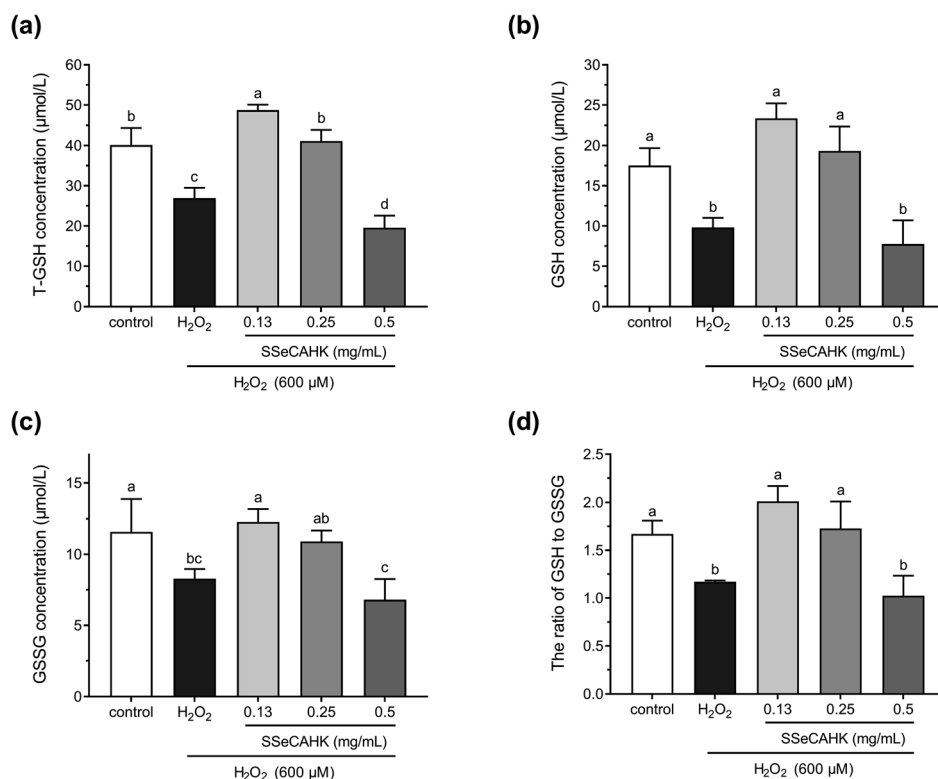 (a)
T-GSH concentration (µmol/L)
60
50
40
30
20
10
0
b
c
a
b
d
control H₂O₂ 0.13 0.25 0.5
SSeCAHK (mg/mL)
H₂O₂ (600 µM)
(b)
GSH concentration (µmol/L)
30
25
20
15
10
5
0
a
b
a
a
b
control H₂O₂ 0.13 0.25 0.5
SSeCAHK (mg/mL)
H₂O₂ (600 µM)
(c)
GSSG concentration (µmol/L)
15
10
5
0
a
bc
a
ab
c
control H₂O₂ 0.13 0.25 0.5
SSeCAHK (mg/mL)
H₂O₂ (600 µM)
(d)
The ratio of GSH to GSSG
2.5
2.0
1.5
1.0
0.5
0.0
a
b
a
a
b
control H₂O₂ 0.13 0.25 0.5
SSeCAHK (mg/mL)
H₂O₂ (600 µM)